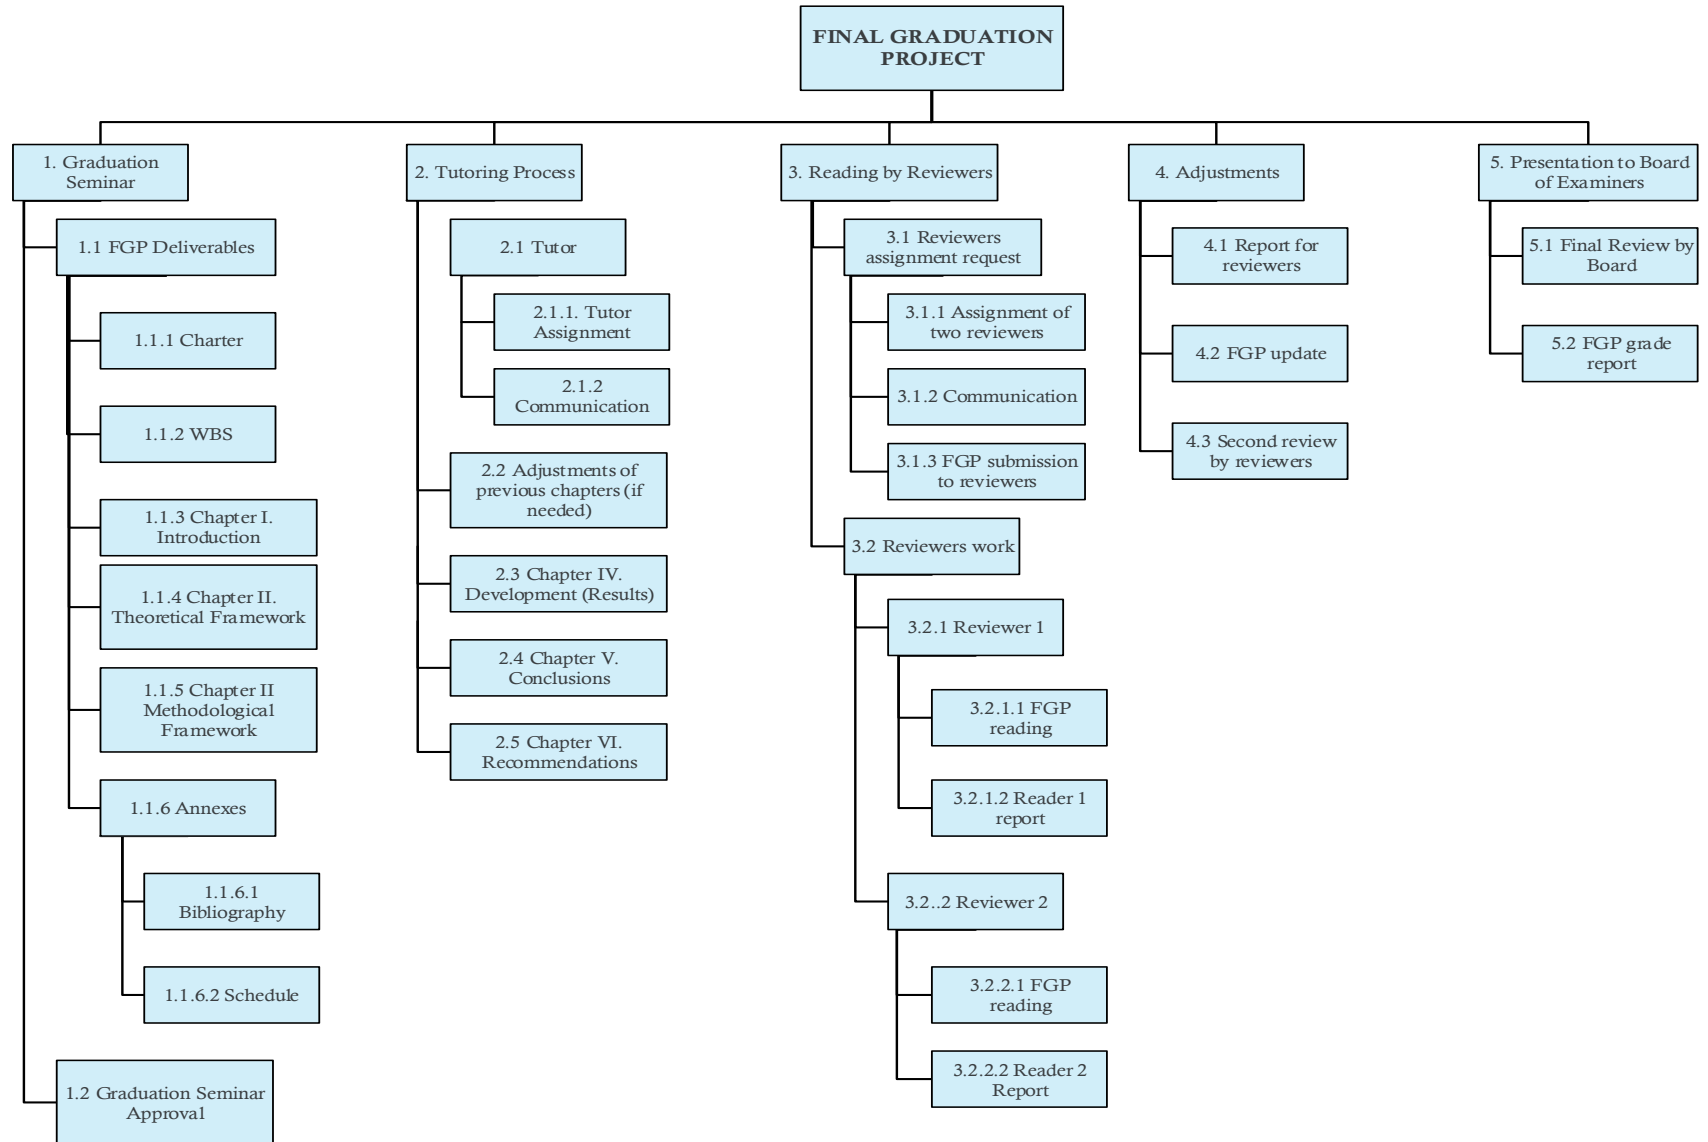 FINAL GRADUATION
PROJECT
1. Graduation
Seminar
1.1 FGP Deliverables
1.1.1 Charter
1.1.2 WBS
1.1.3 Chapter I.
Introduction
1.1.4 Chapter II.
Theoretical Framework
1.1.5 Chapter II
Methodological
Framework
1.1.6 Annexes
1.1.6.1
Bibliography
1.1.6.2 Schedule
1.2 Graduation Seminar
Approval
2. Tutoring Process
2.1 Tutor
2.1.1. Tutor
Assignment
2.1.2
Communication
2.2 Adjustments of
previous chapters (if
needed)
2.3 Chapter IV.
Development (Results)
2.4 Chapter V.
Conclusions
2.5 Chapter VI.
Recommendations
3. Reading by Reviewers
3.1 Reviewers
assignment request
3.1.1 Assignment of
two reviewers
3.1.2 Communication
3.1.3 FGP submission
to reviewers
3.2 Reviewers work
3.2.1 Reviewer 1
3.2.1.1 FGP
reading
3.2.1.2 Reader 1
report
3.2..2 Reviewer 2
3.2.2.1 FGP
reading
3.2.2.2 Reader 2
Report
4. Adjustments
4.1 Report for
reviewers
4.2 FGP update
4.3 Second review
by reviewers
5. Presentation to Board
of Examiners
5.1 Final Review by
Board
5.2 FGP grade
report